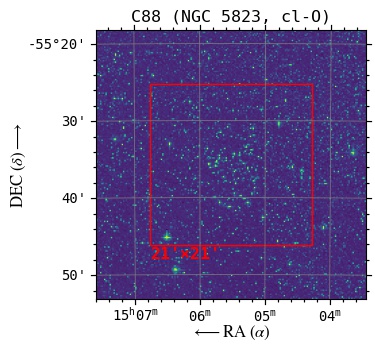 C88 (NGC 5823, cl-O)
-55°20'
30'
40'
50'
DEC (δ)⟶
21'×21'
15ʰ07ᵐ 06ᵐ 05ᵐ 04ᵐ
⟵RA (α)